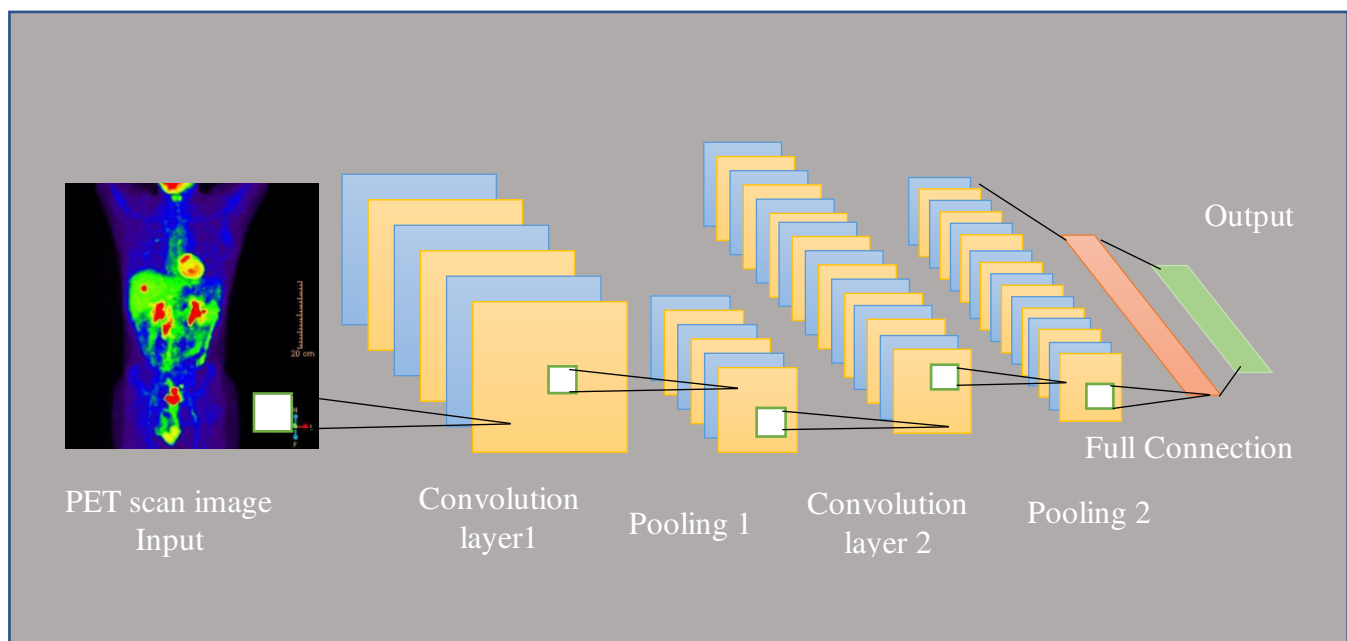 20 cm
PET scan image
Input
Convolution
layer1
Pooling 1
Convolution
layer 2
Pooling 2
Full Connection
Output